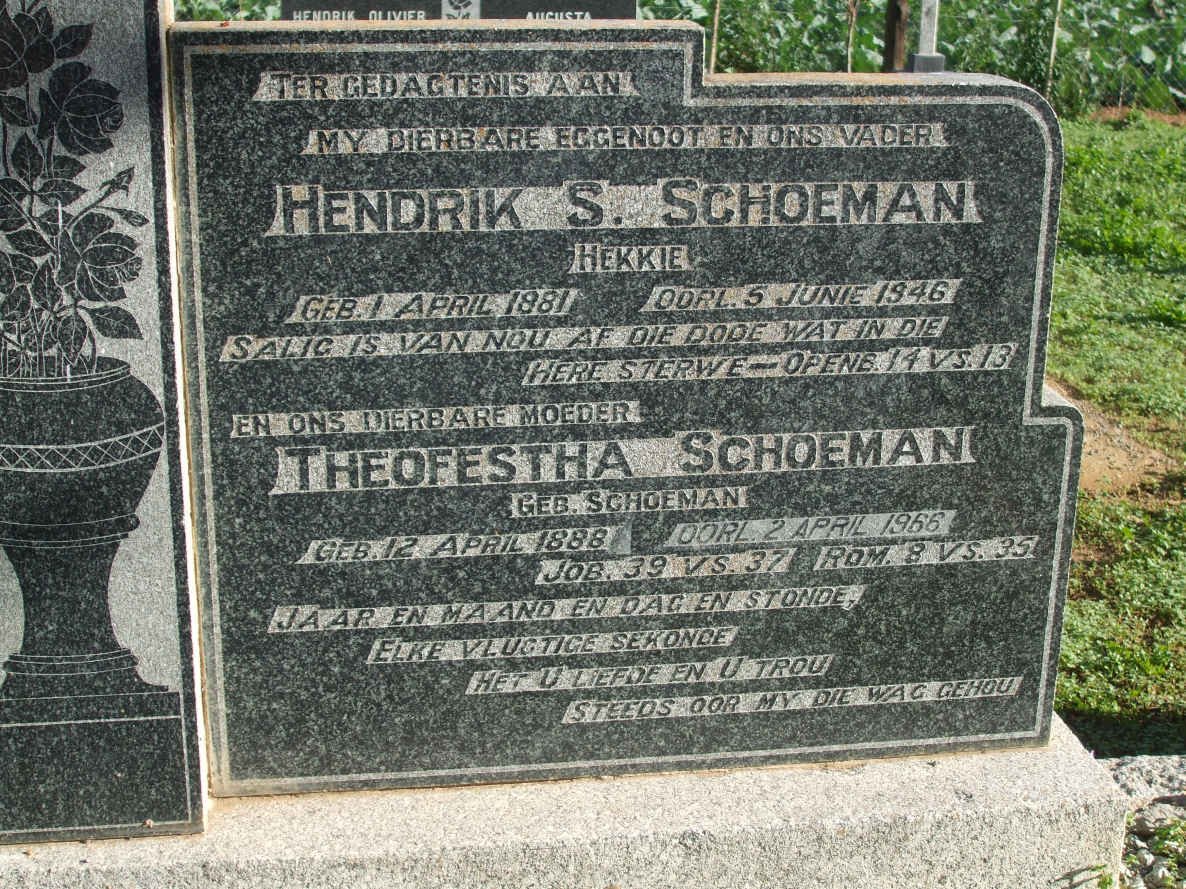 HENDRIK OLIVIER AUGUSTA
TER GEDAGTENIS AAN
MY DIERBARE EGGENOOT EN ONS VADER
HENDRIK S. SCHOEMAN
HEKKIE
GEB. 1 APRIL 1881 OORL. 5 JUNIE 1946
SALIG IS VAN NOU AF DIE DODE WAT IN DIE
HERE STERWE — OPENB. 14 VS. 13
EN ONS DIERBARE MOEDER
THEOFESTHA SCHOEMAN
GEB. SCHOEMAN
GEB. 12 APRIL 1888 OORL. 2 APRIL 1966
JOB. 39 VS. 37 ROM. 8 VS. 35
JAAR EN MAAND EN DAG EN STONDE,
ELKE VLUGTIGE SEKONDE
HET U LIEFDE EN U TROU
STEEDS OOR MY DIE WAG GEHOU